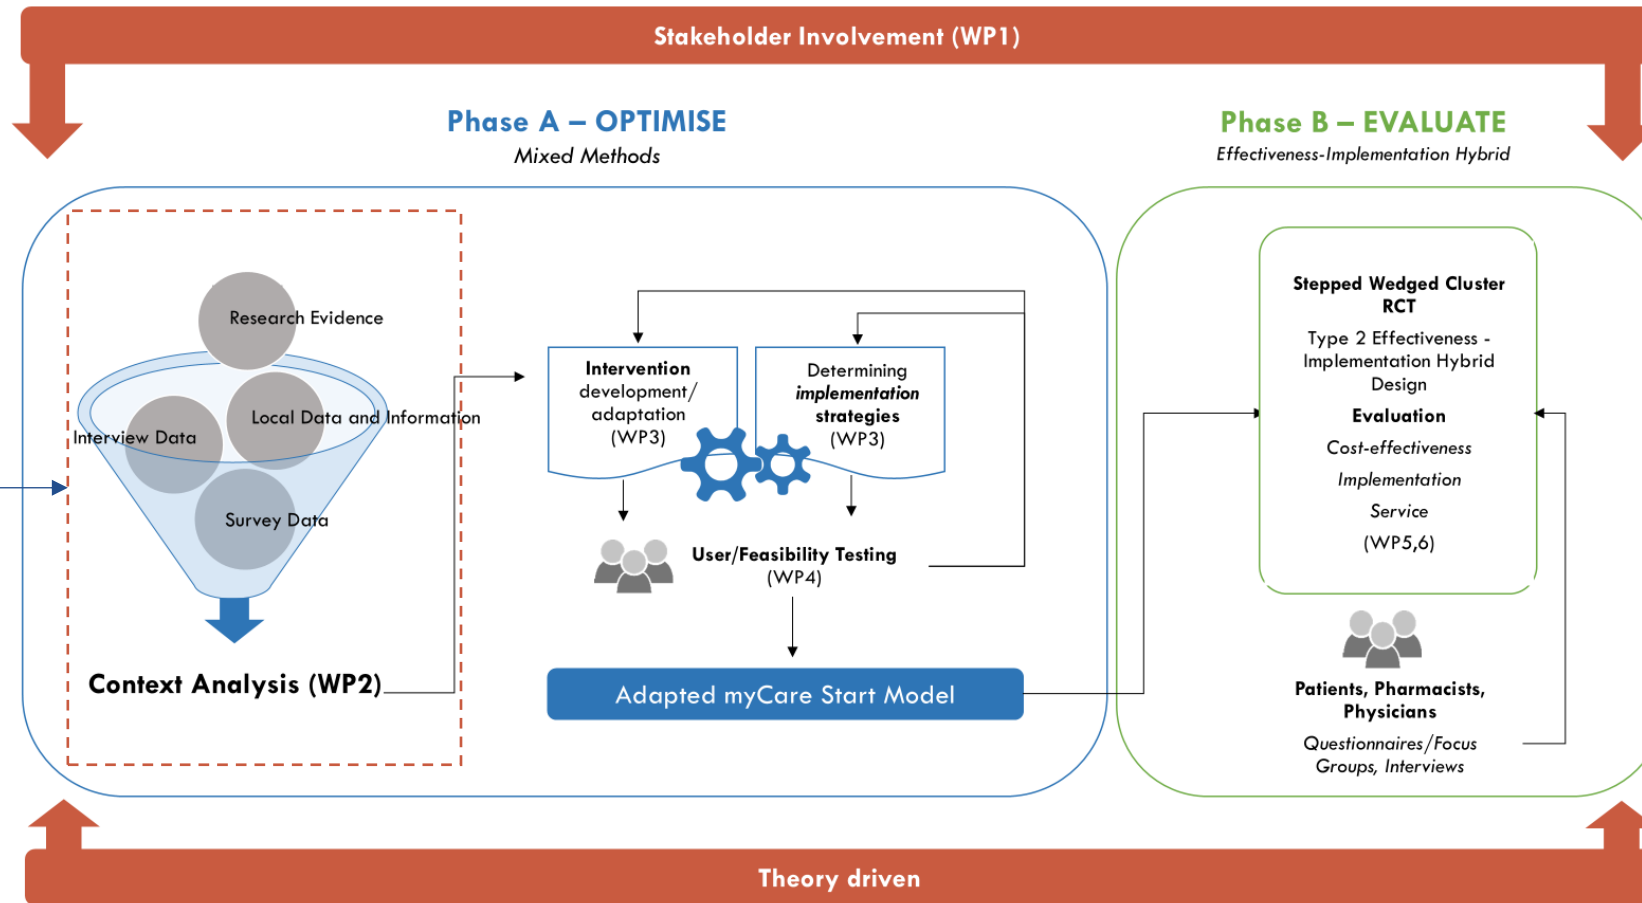 Stakeholder Involvement (WP1)
Phase A – OPTIMISE
Mixed Methods
Phase B – EVALUATE
Effectiveness-Implementation Hybrid
Research Evidence
Local Data and Information
Interview Data
Survey Data
Context Analysis (WP2)
Intervention
development/
adaptation
(WP3)
Determining
implementation
strategies
(WP3)
User/Feasibility Testing
(WP4)
Adapted myCare Start Model
Stepped Wedged Cluster
RCT
Type 2 Effectiveness -
Implementation Hybrid
Design
Evaluation
Cost-effectiveness
Implementation
Service
(WP5,6)
Patients, Pharmacists,
Physicians
Questionnaires/Focus
Groups, Interviews
Theory driven